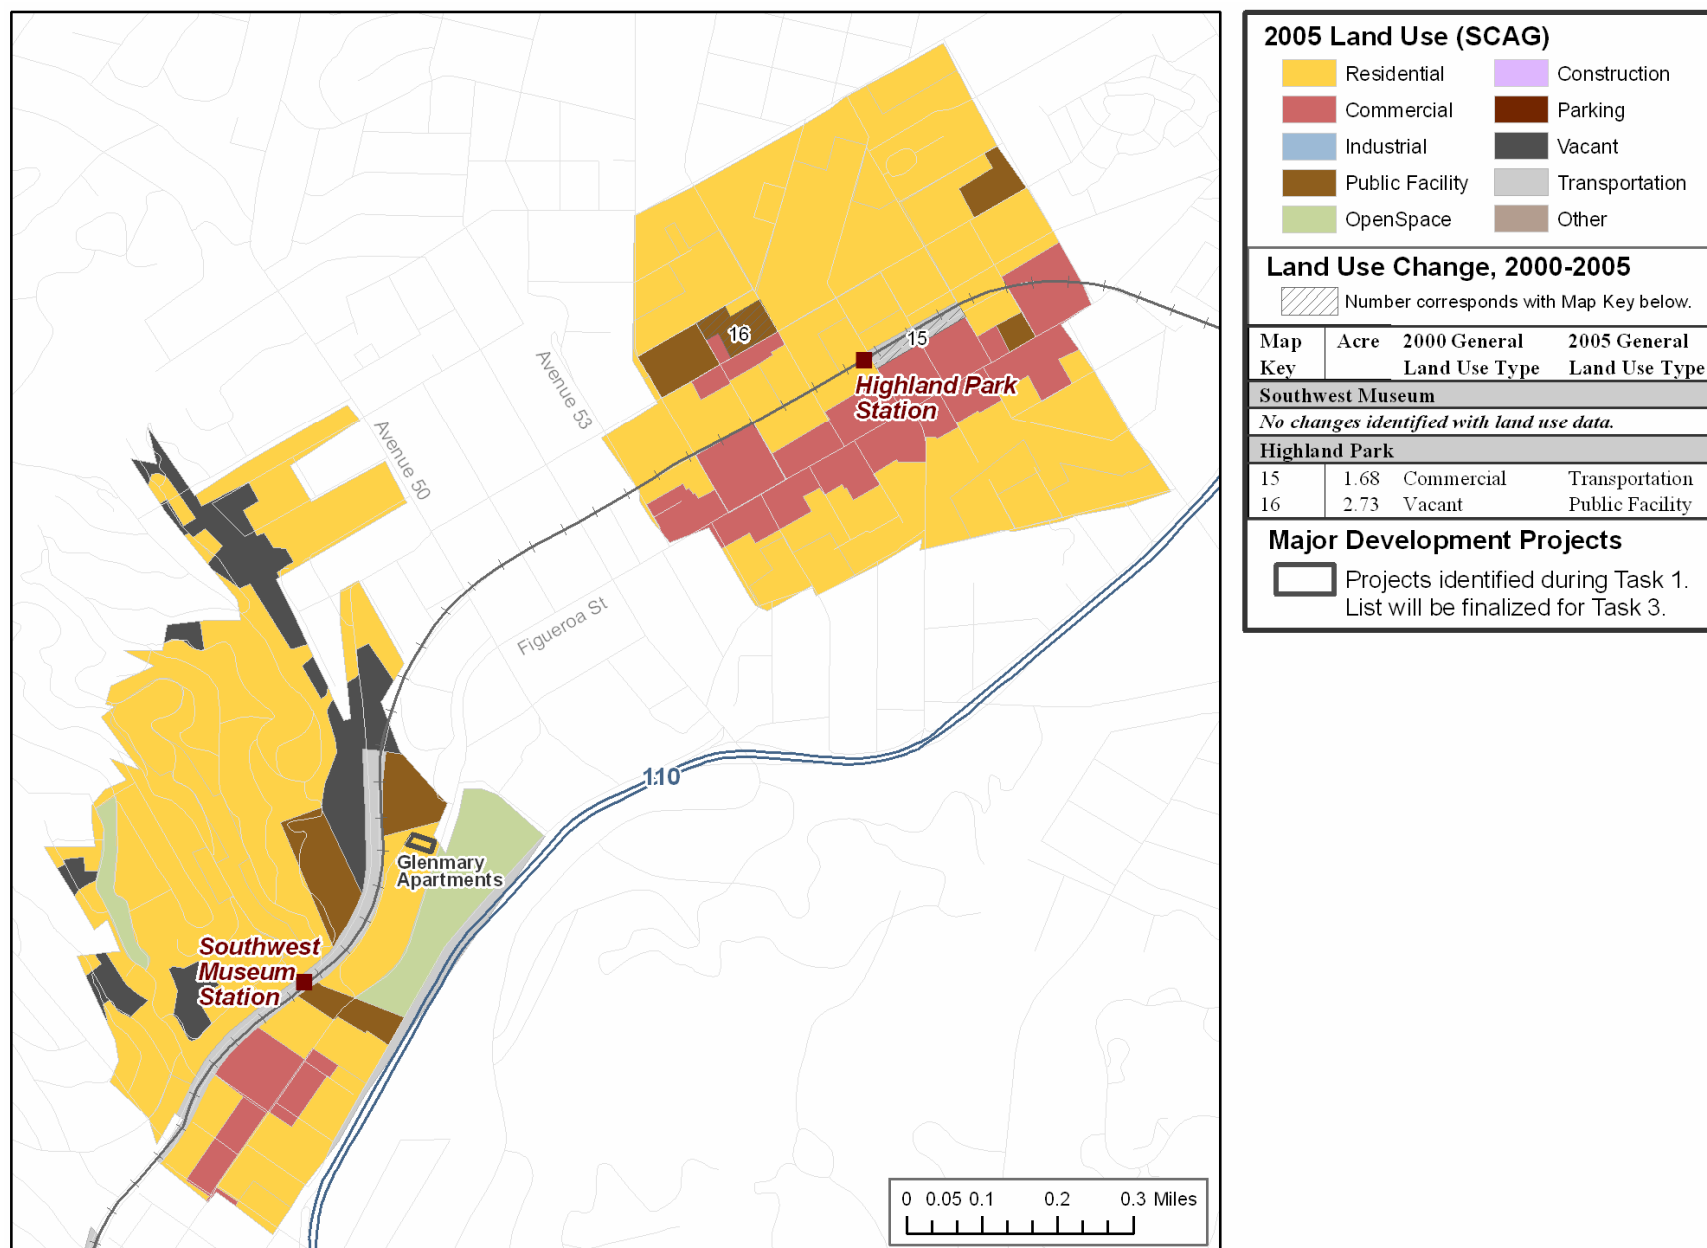 Avenue 53
Avenue 50
Figueroa St
16
15
Highland Park
Station
110
Glenmary
Apartments
Southwest
Museum
Station
0 0.05 0.1 0.2 0.3 Miles
2005 Land Use (SCAG)
Residential Construction
Commercial Parking
Industrial Vacant
Public Facility Transportation
OpenSpace Other
Land Use Change, 2000-2005
Number corresponds with Map Key below.
Map Acre 2000 General 2005 General
Key Land Use Type Land Use Type
Southwest Museum
No changes identified with land use data.
Highland Park
15 1.68 Commercial Transportation
16 2.73 Vacant Public Facility
Major Development Projects
Projects identified during Task 1.
List will be finalized for Task 3.